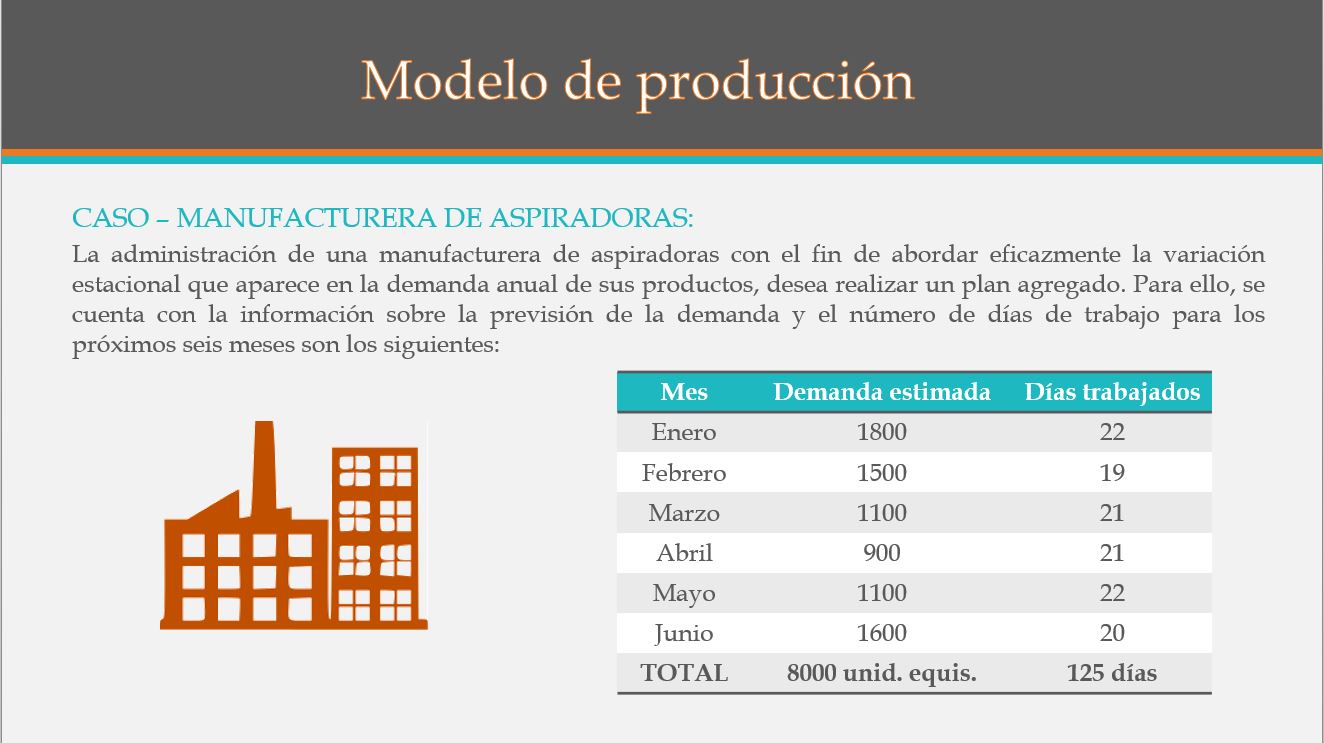 Modelo de producción
CASO – MANUFACTURERA DE ASPIRADORAS:
La administración de una manufacturera de aspiradoras con el fin de abordar eficazmente la variación
estacional que aparece en la demanda anual de sus productos, desea realizar un plan agregado. Para ello, se
cuenta con la información sobre la previsión de la demanda y el número de días de trabajo para los
próximos seis meses son los siguientes:
Mes Demanda estimada Días trabajados
Enero 1800 22
Febrero 1500 19
Marzo 1100 21
Abril 900 21
Mayo 1100 22
Junio 1600 20
TOTAL 8000 unid. equis. 125 días